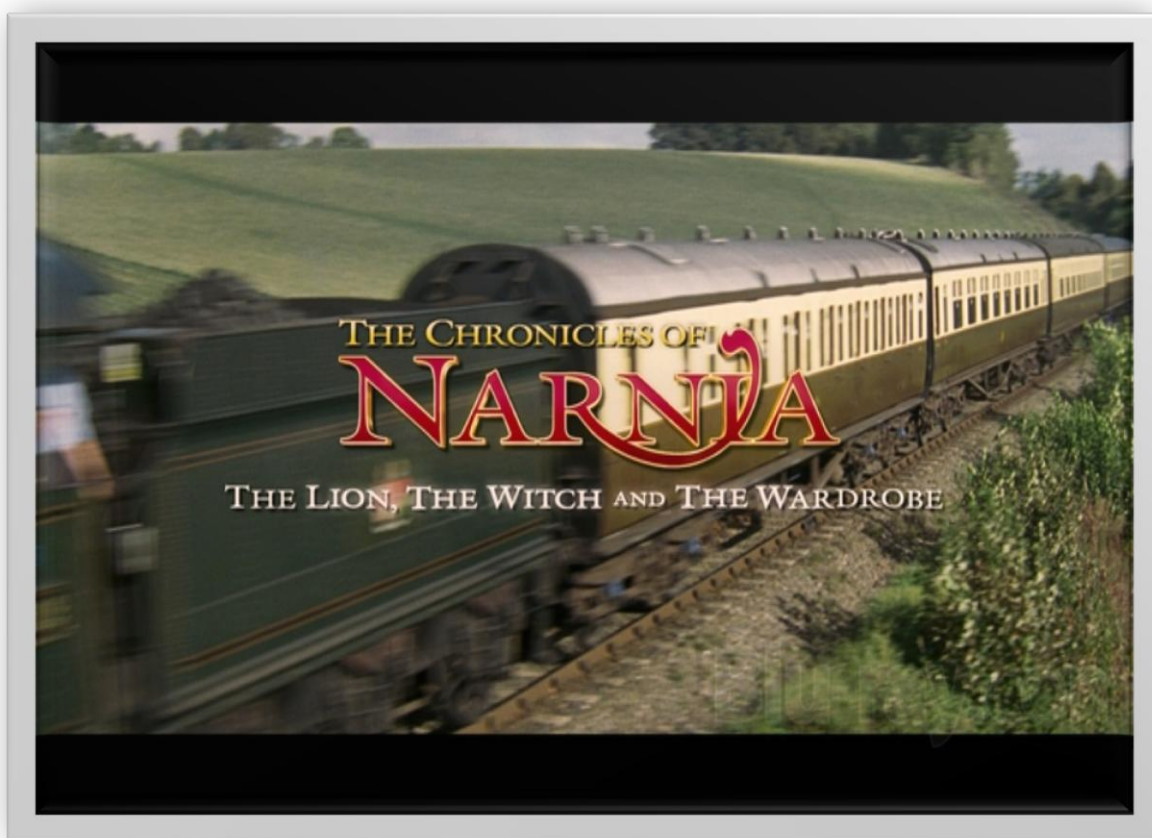 THE CHRONICLES OF
NARNIA
THE LION, THE WITCH AND THE WARDROBE